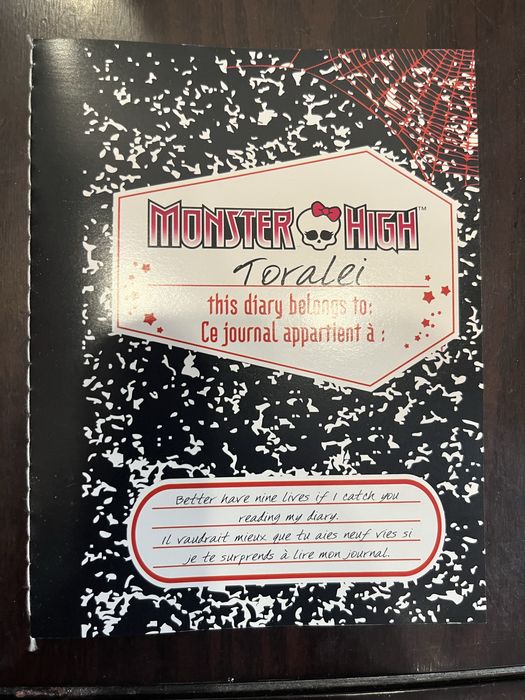 MONSTER HIGH™
Toralei
this diary belongs to:
Ce journal appartient à :
Better have nine lives if I catch you
reading my diary.
Il vaudrait mieux que tu aies neuf vies si
je te surprends à lire mon journal.